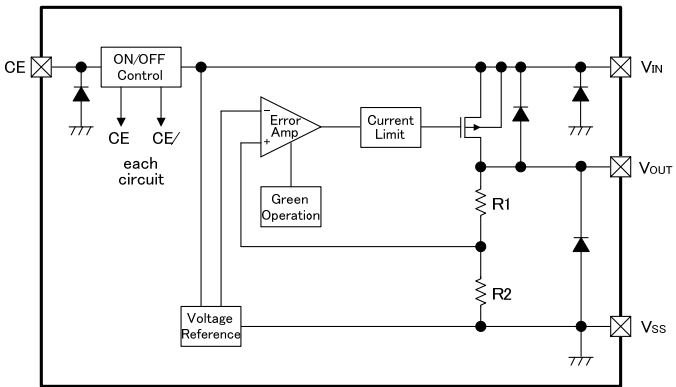 CE
ON/OFF
Control
VIN
CE
CE/
each
circuit
−
Error
Amp
+
Current
Limit
VOUT
Green
Operation
R1
R2
Voltage
Reference
VSS